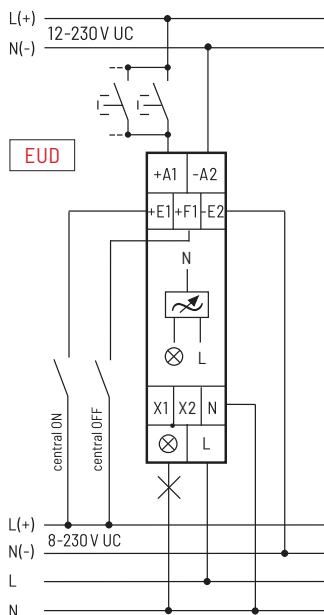 L(+)
12-230 V UC
N(-)
EUD
+A1 -A2
+E1 +F1 -E2
N
L
X1 X2 N
L
central ON
central OFF
L(+)
8-230 V UC
N(-)
L
N